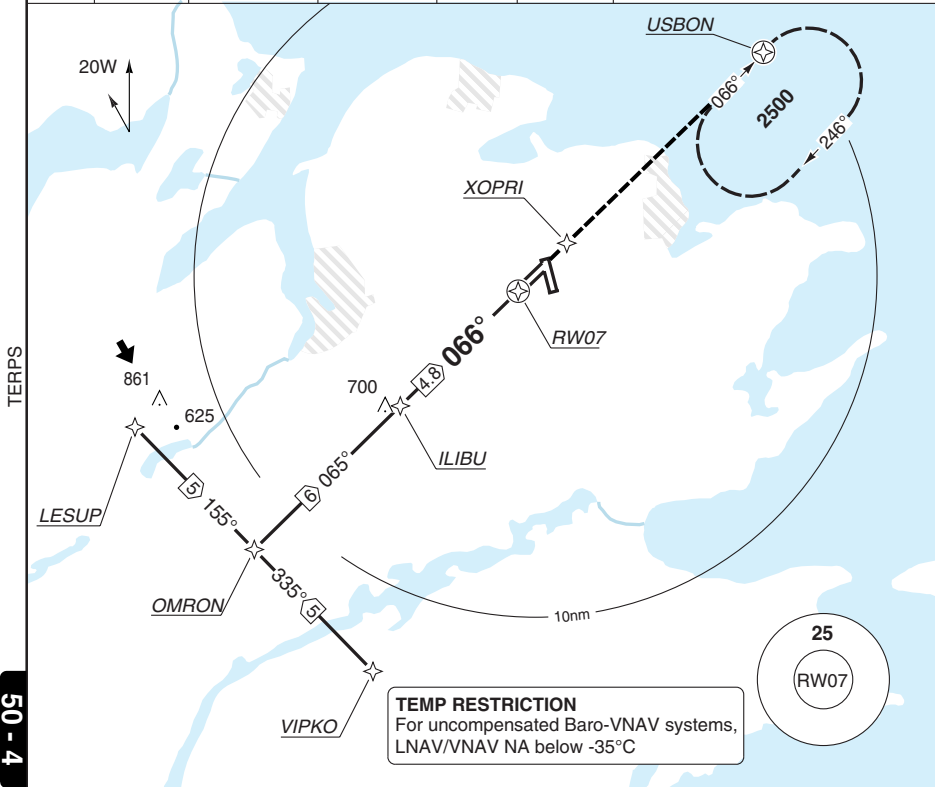 USBON
20W
066°
2500
246°
XOPRI
RW07
066°
TERPS
861
700
4.8
625
ILIBU
6 065°
5 155°
LESUP
OMRON
335° 5
10nm
25
RW07
VIPKO
TEMP RESTRICTION
For uncompensated Baro-VNAV systems,
LNAV/VNAV NA below -35°C
50 - 4